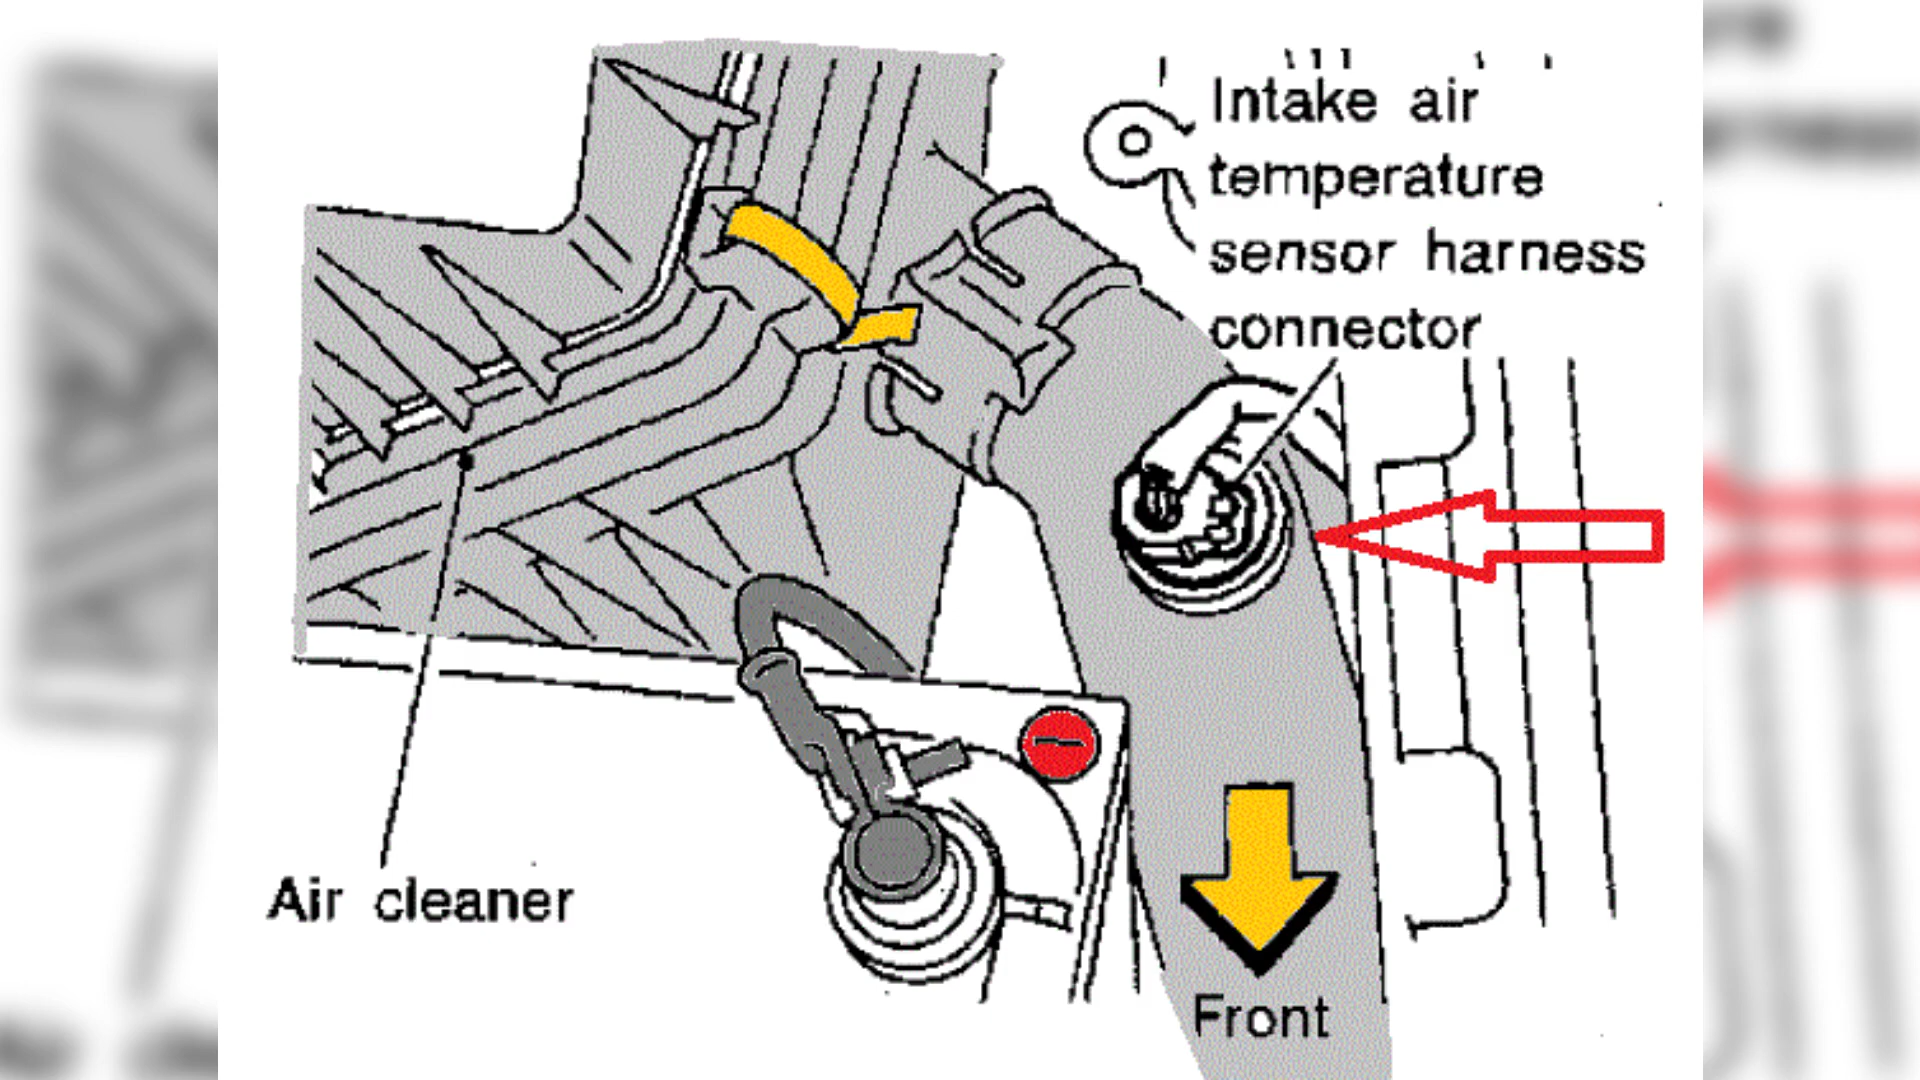 Intake air
temperature
sensor harness
connector
Air cleaner
Front